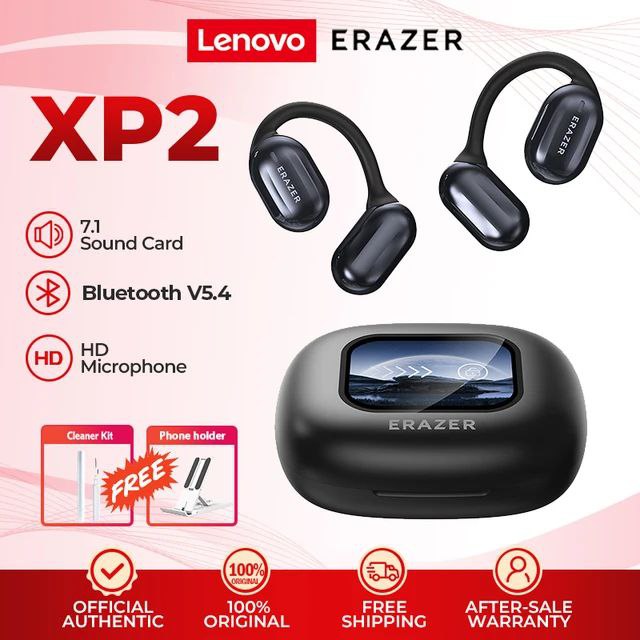 Lenovo ERAZER
XP2
ERAZER
ERAZER
7.1
Sound Card
Bluetooth V5.4
HD
HD
Microphone
ERAZER
Cleaner Kit
Phone holder
FREE
100%
ORIGINAL
OFFICIAL
AUTHENTIC
100%
ORIGINAL
FREE
SHIPPING
AFTER-SALE
WARRANTY